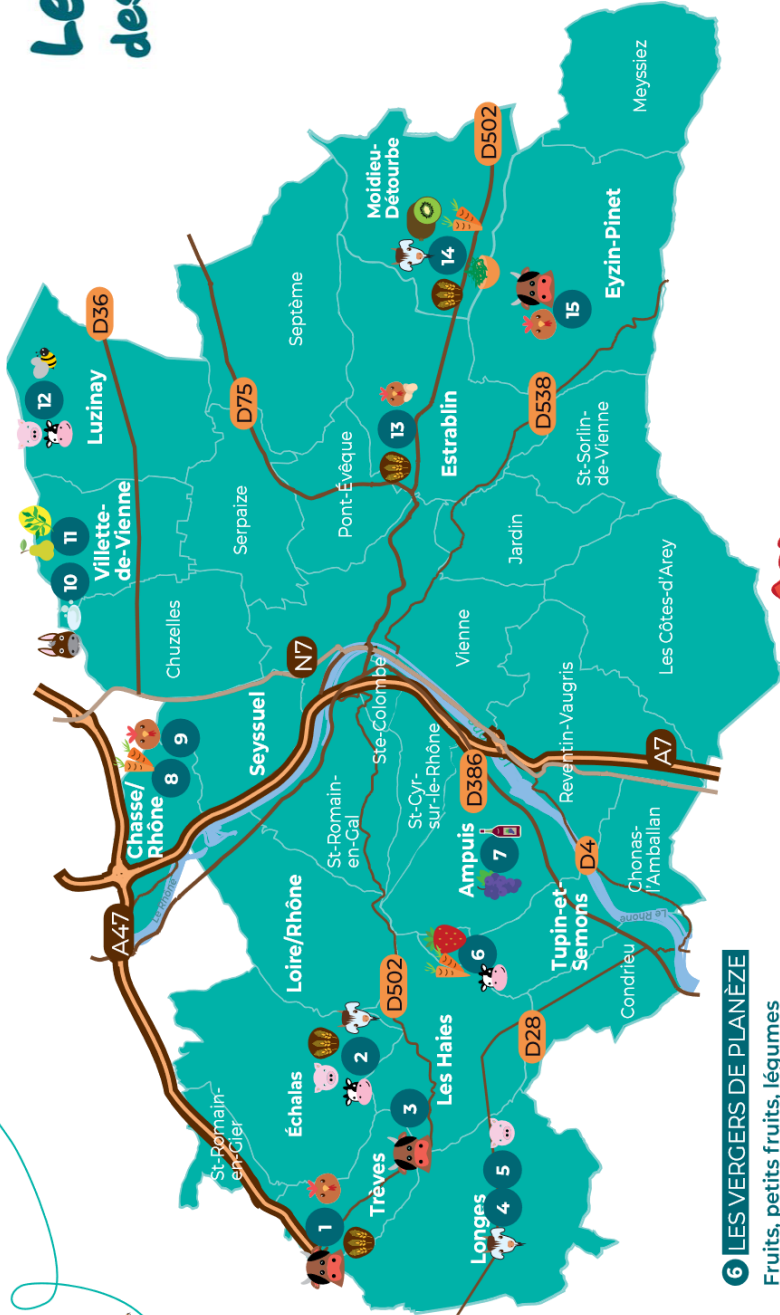 Le
des
Meyssiez
Moidieu-
Détourbe
D502
Eyzin-Pinet
14
15
Septème
D36
D75
12
Luzinay
13
Estrablin
D538
St-Sorlin-
de-Vienne
Pont-Évêque
Serpaize
11
10
Villette-
de-Vienne
Jardin
Chuzelles
Vienne
Les Côtes-d'Arey
N7
Ste-Colombe
Seyssuel
9
8
Chasse/
Rhône
Reventin-Vaugris
A7
D386
St-Cyr-
sur-le-Rhône
St-Romain-
en-Gal
Ampuis
7
D4
Chonas-
l'Amballan
Le Rhône
Le Rhône
A47
Loire/Rhône
6
Tupin-et-
Semons
Condrieu
D502
D28
Les Haies
Échalas
2
3
St-Romain-
en-Gier
Trèves
1
5
4
Longes
6 LES VERGERS DE PLANÈZE
Fruits, petits fruits, légumes